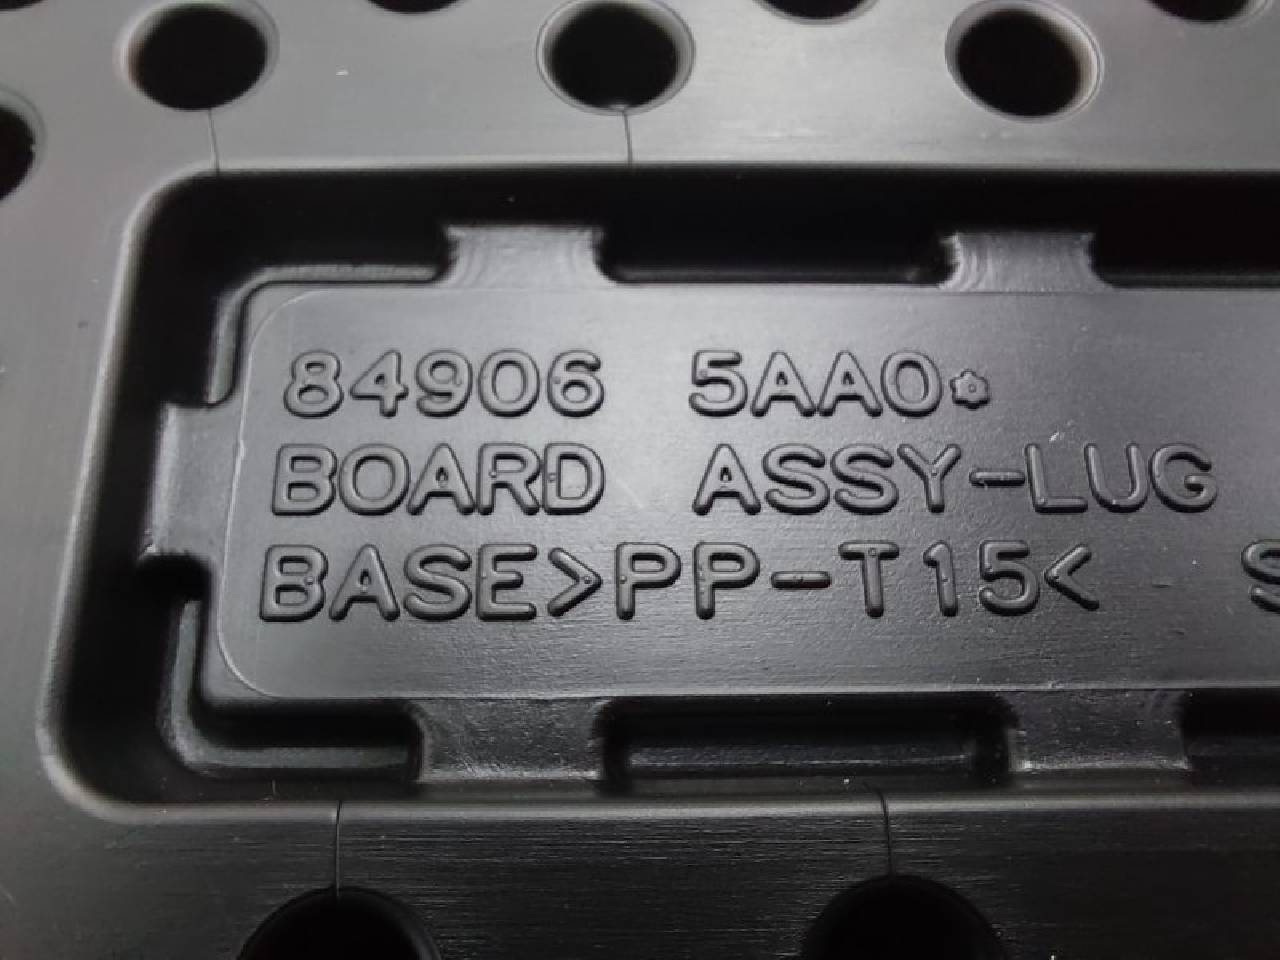 84906 5AA0*
BOARD ASSY-LUG
BASE>PP-T15< S